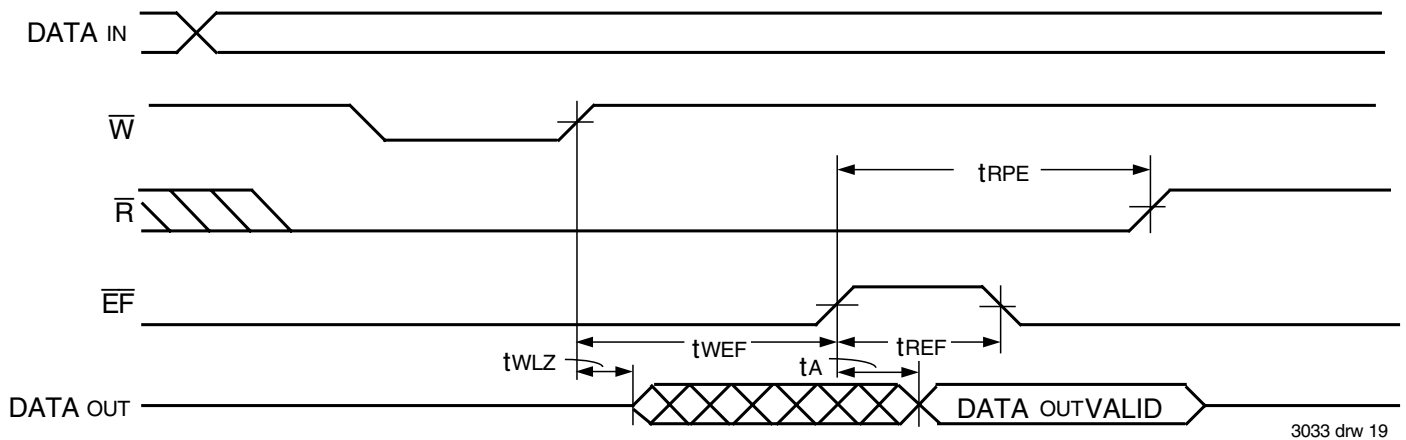 DATA IN
W
tRPE
R
EF
tWEF
tREF
tWLZ
tA
DATA OUT
DATA OUTVALID
3033 drw 19